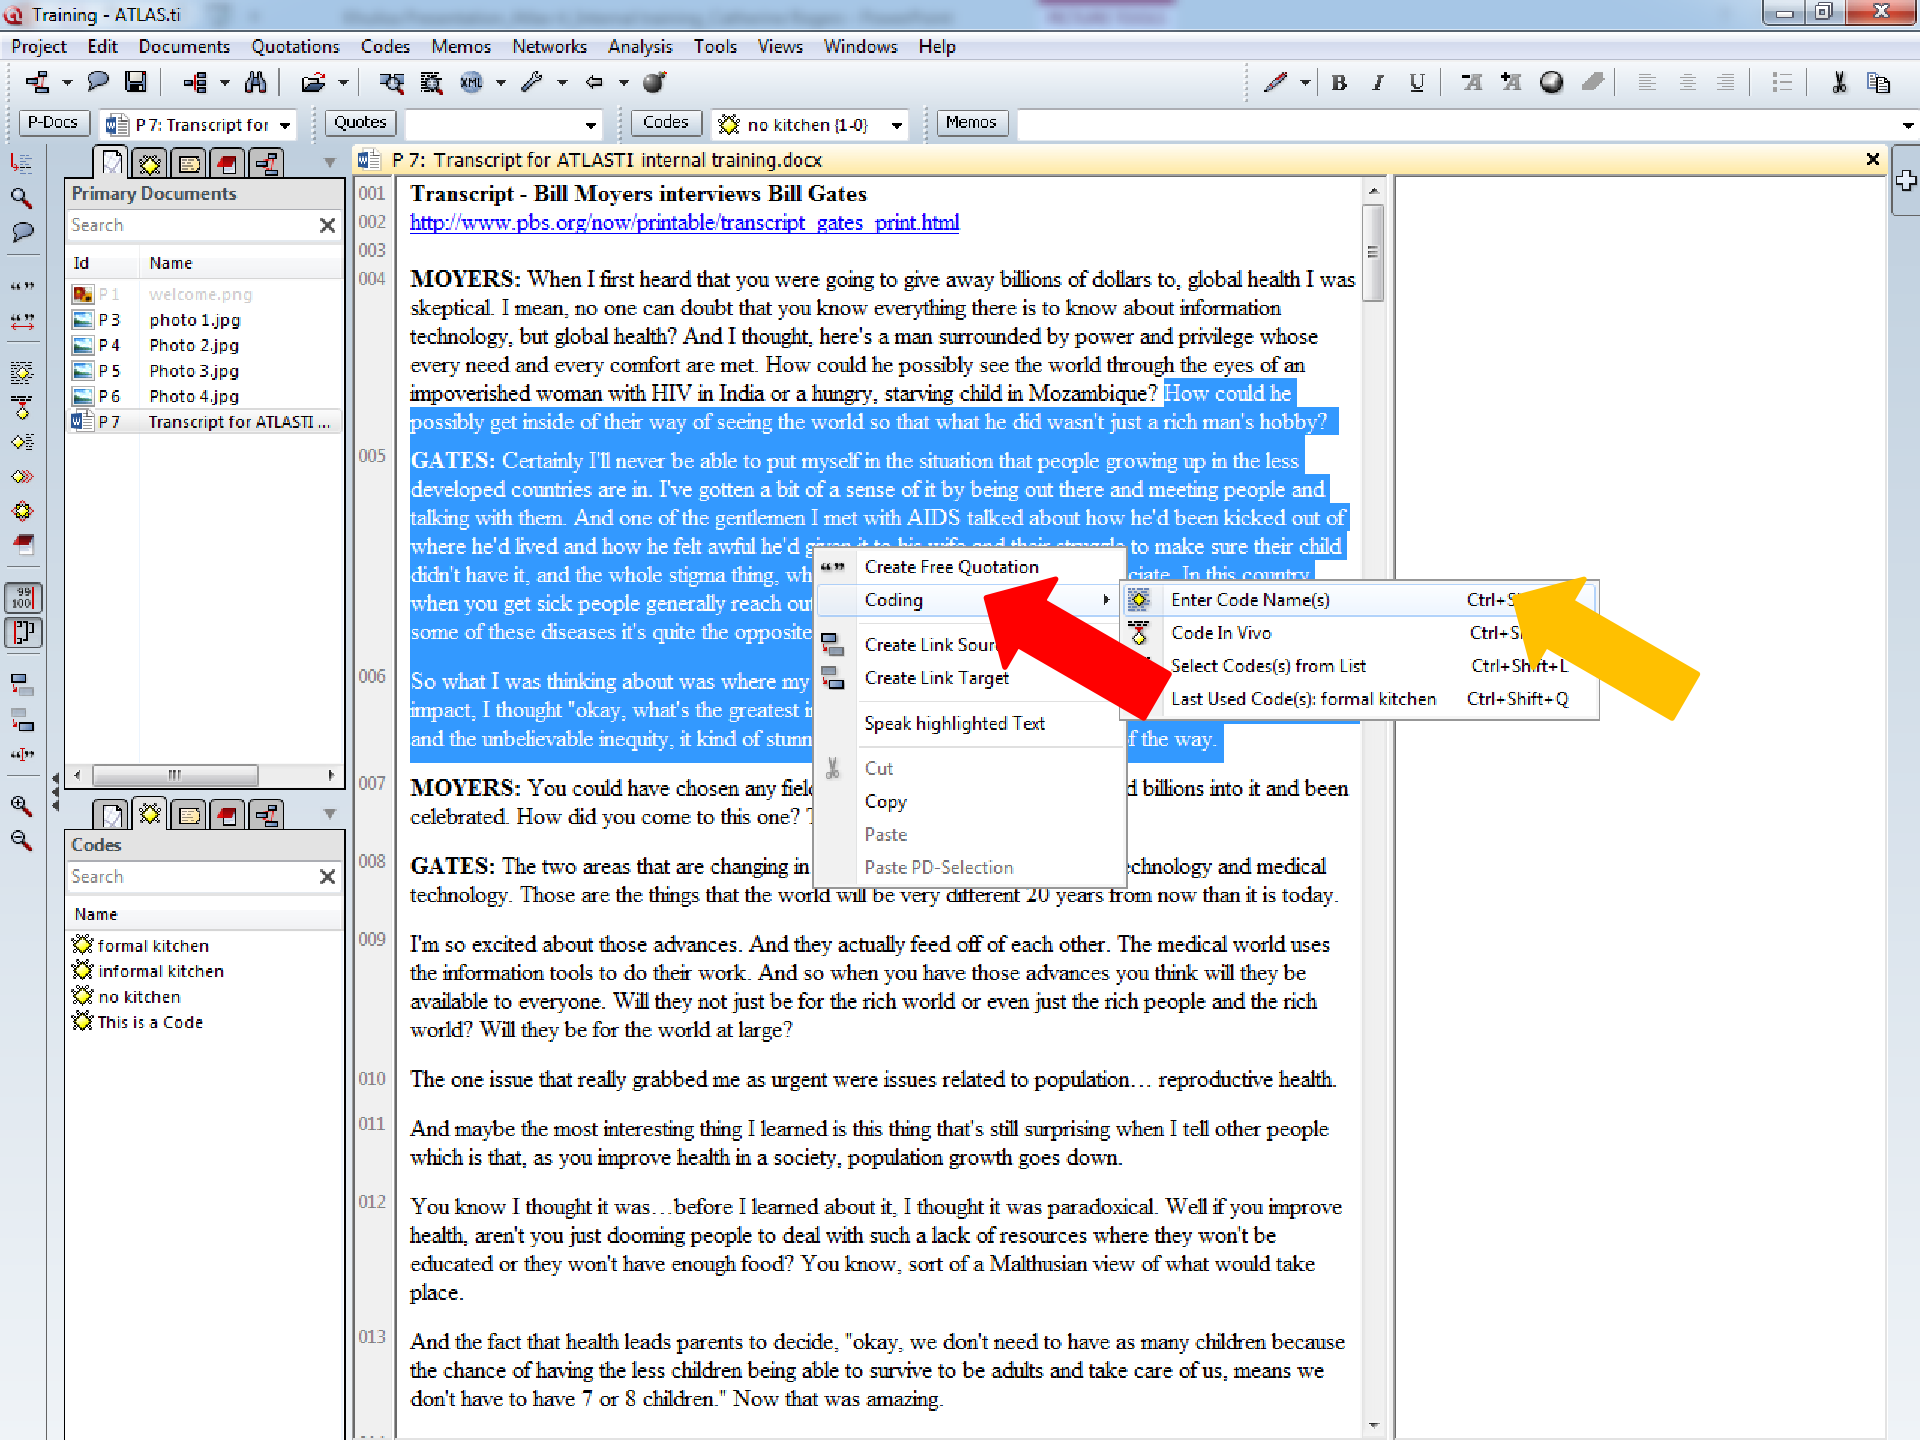 Training - ATLAS.ti
Project Edit Documents Quotations Codes Memos Networks Analysis Tools Views Windows Help
XML B I U A A
P-Docs P 7: Transcript for Quotes Codes no kitchen {1-0} Memos
P 7: Transcript for ATLASTI internal training.docx
Primary Documents
Search
Id Name
P 1 welcome.png
P 3 photo 1.jpg
P 4 Photo 2.jpg
P 5 Photo 3.jpg
P 6 Photo 4.jpg
P 7 Transcript for ATLASTI ...
Codes
Search
Name
formal kitchen
informal kitchen
no kitchen
This is a Code
001 Transcript - Bill Moyers interviews Bill Gates
002 http://www.pbs.org/now/printable/transcript_gates_print.html
003
004 MOYERS: When I first heard that you were going to give away billions of dollars to, global health I was
skeptical. I mean, no one can doubt that you know everything there is to know about information
technology, but global health? And I thought, here's a man surrounded by power and privilege whose
every need and every comfort are met. How could he possibly see the world through the eyes of an
impoverished woman with HIV in India or a hungry, starving child in Mozambique? How could he
possibly get inside of their way of seeing the world so that what he did wasn't just a rich man's hobby?
005 GATES: Certainly I'll never be able to put myself in the situation that people growing up in the less
developed countries are in. I've gotten a bit of a sense of it by being out there and meeting people and
talking with them. And one of the gentlemen I met with AIDS talked about how he'd been kicked out of
where he'd lived and how he felt awful he'd given it to his wife and their struggle to make sure their child
didn't have it, and the whole stigma thing, In this country
when you get sick people generally reach
some of these diseases it's quite the opposite
006 So what I was thinking about was where my
impact, I thought "okay, what's the greatest
and the unbelievable inequity, it kind of the way.
007 MOYERS: You could have chosen any billions into it and been
celebrated. How did you come to this one?
008 GATES: The two areas that are changing in and medical
technology. Those are the things that the world will be very different 20 years from now than it is today.
009 I'm so excited about those advances. And they actually feed off of each other. The medical world uses
the information tools to do their work. And so when you have those advances you think will they be
available to everyone. Will they not just be for the rich world or even just the rich people and the rich
world? Will they be for the world at large?
010 The one issue that really grabbed me as urgent were issues related to population… reproductive health.
011 And maybe the most interesting thing I learned is this thing that's still surprising when I tell other people
which is that, as you improve health in a society, population growth goes down.
012 You know I thought it was…before I learned about it, I thought it was paradoxical. Well if you improve
health, aren't you just dooming people to deal with such a lack of resources where they won't be
educated or they won't have enough food? You know, sort of a Malthusian view of what would take
place.
013 And the fact that health leads parents to decide, "okay, we don't need to have as many children because
the chance of having the less children being able to survive to be adults and take care of us, means we
don't have to have 7 or 8 children." Now that was amazing.
Create Free Quotation
Coding
Create Link
Create Link Target
Speak highlighted Text
Cut
Copy
Paste
Paste PD-Selection
Enter Code Name(s)
Code In Vivo
Select Codes(s) from List Ctrl+Shift+L
Last Used Code(s): formal kitchen Ctrl+Shift+Q